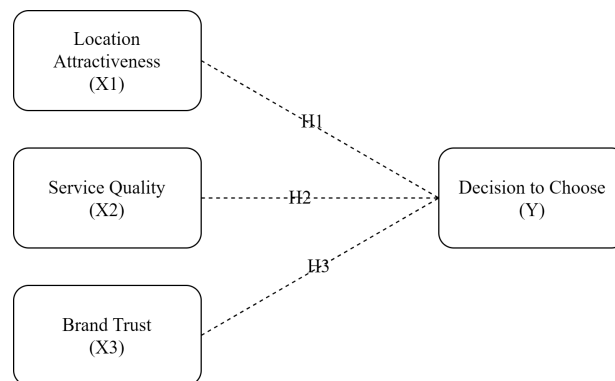 Location
Attractiveness
(X1)
H1
Service Quality
(X2)
H2
Decision to Choose
(Y)
H3
Brand Trust
(X3)